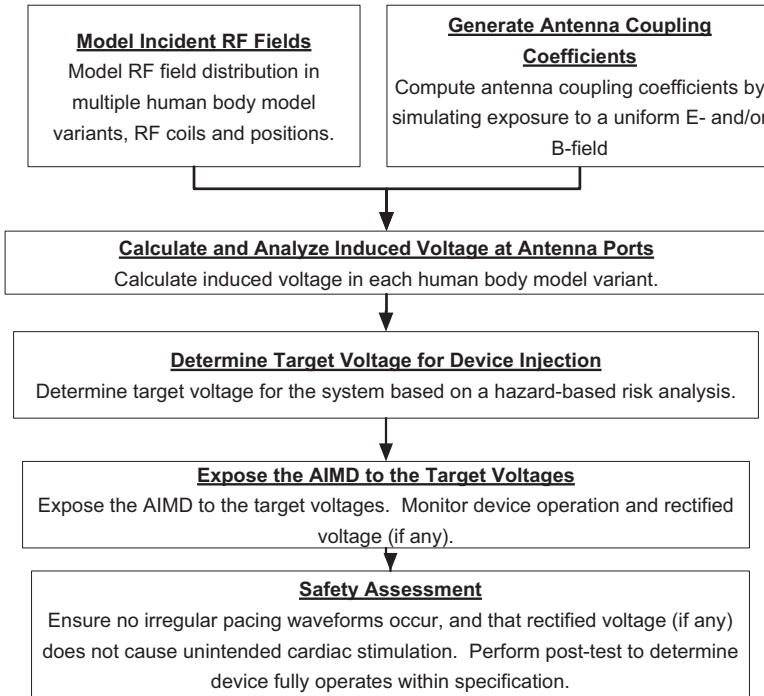 Model Incident RF Fields
Model RF field distribution in
multiple human body model
variants, RF coils and positions.
Generate Antenna Coupling
Coefficients
Compute antenna coupling coefficients by
simulating exposure to a uniform E- and/or
B-field
Calculate and Analyze Induced Voltage at Antenna Ports
Calculate induced voltage in each human body model variant.
Determine Target Voltage for Device Injection
Determine target voltage for the system based on a hazard-based risk analysis.
Expose the AIMD to the Target Voltages
Expose the AIMD to the target voltages. Monitor device operation and rectified
voltage (if any).
Safety Assessment
Ensure no irregular pacing waveforms occur, and that rectified voltage (if any)
does not cause unintended cardiac stimulation. Perform post-test to determine
device fully operates within specification.